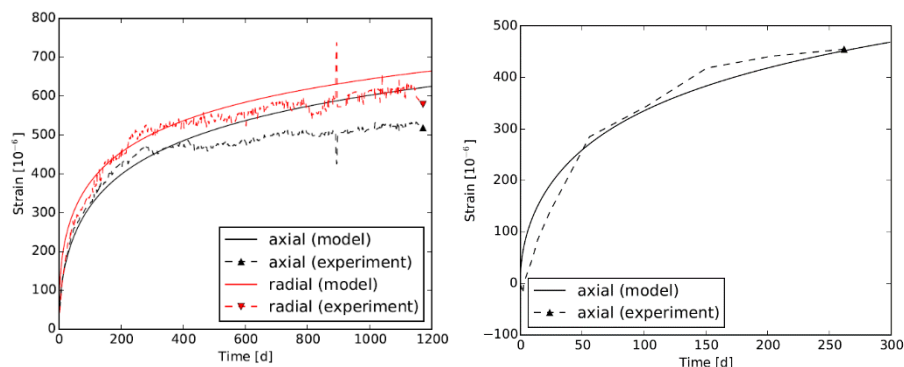 800
700
600
500
400
300
200
100
0
Strain [10⁻⁶]
axial (model)
axial (experiment)
radial (model)
radial (experiment)
0 200 400 600 800 1000 1200
Time [d]
500
400
300
200
100
0
−100
Strain [10⁻⁶]
axial (model)
axial (experiment)
0 50 100 150 200 250 300
Time [d]